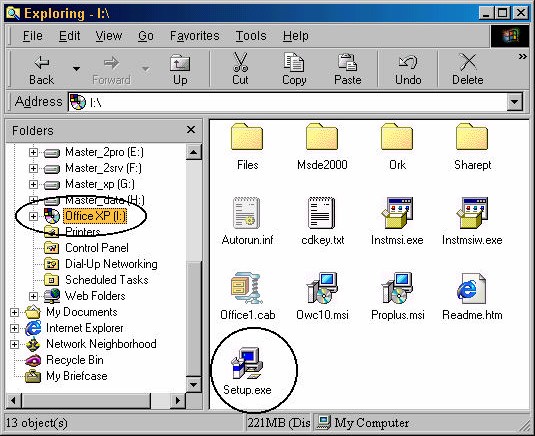 Exploring - I:\
File Edit View Go Favorites Tools Help
Back Forward Up Cut Copy Paste Undo Delete »
Address I:\
Folders
Master_2pro (E:)
Master_2srv (F:)
Master_xp (G:)
Master_data (H:)
Office XP (I:)
Printers
Control Panel
Dial-Up Networking
Scheduled Tasks
Web Folders
My Documents
Internet Explorer
Network Neighborhood
Recycle Bin
My Briefcase
Files Msde2000 Ork Sharept
Autorun.inf cdkey.txt Instmsi.exe Instmsiw.exe
Office1.cab Owc10.msi Proplus.msi Readme.htm
Setup.exe
13 object(s) 221MB (Dis My Computer